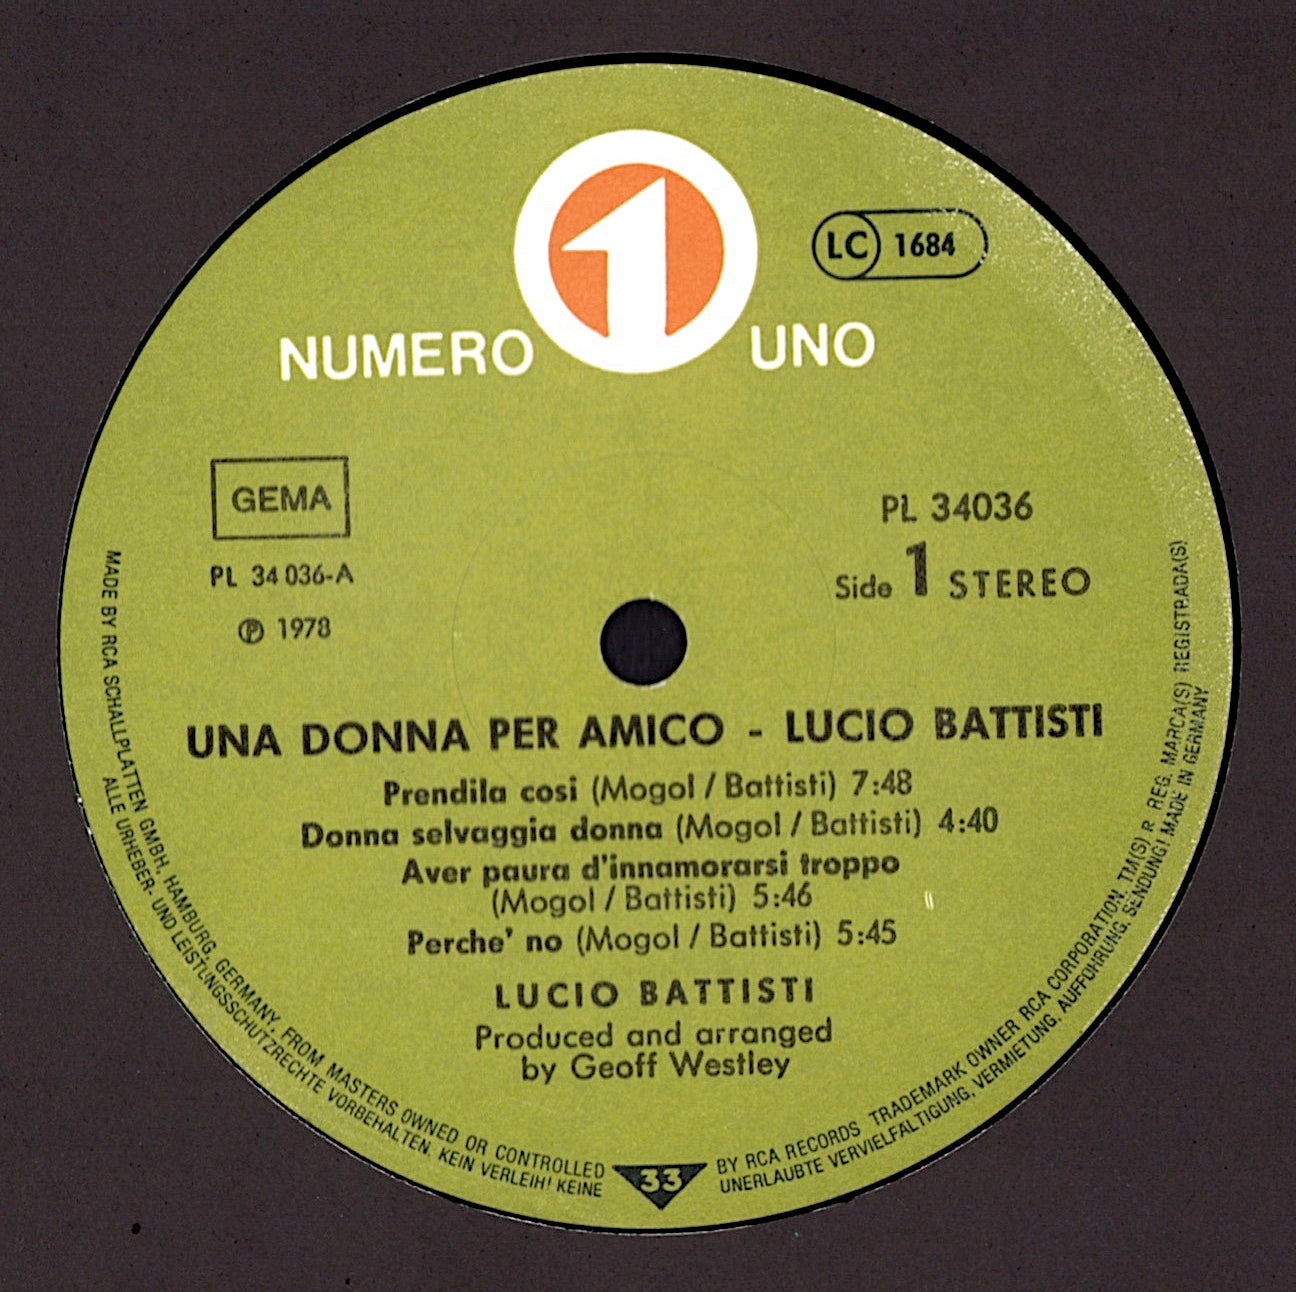 1
NUMERO UNO
LC 1684
GEMA
PL 34 036-A
℗ 1978
PL 34036
Side 1 STEREO
UNA DONNA PER AMICO - LUCIO BATTISTI
Prendila cosi (Mogol / Battisti) 7:48
Donna selvaggia donna (Mogol / Battisti) 4:40
Aver paura d'innamorarsi troppo
(Mogol / Battisti) 5:46
Perche' no (Mogol / Battisti) 5:45
LUCIO BATTISTI
Produced and arranged
by Geoff Westley
MADE BY RCA SCHALLPLATTEN GMBH, HAMBURG, GERMANY, FROM MASTERS OWNED OR CONTROLLED
BY RCA RECORDS TRADEMARK OWNER RCA CORPORATION, TM(S) R REG. MARCA(S) REGISTRADA(S)
ALLE URHEBER- UND LEISTUNGSSCHUTZRECHTE VORBEHALTEN. KEIN VERLEIH! KEINE
UNERLAUBTE VERVIELFALTIGUNG, VERMIETUNG, AUFFÜHRUNG, SENDUNG! MADE IN GERMANY
33